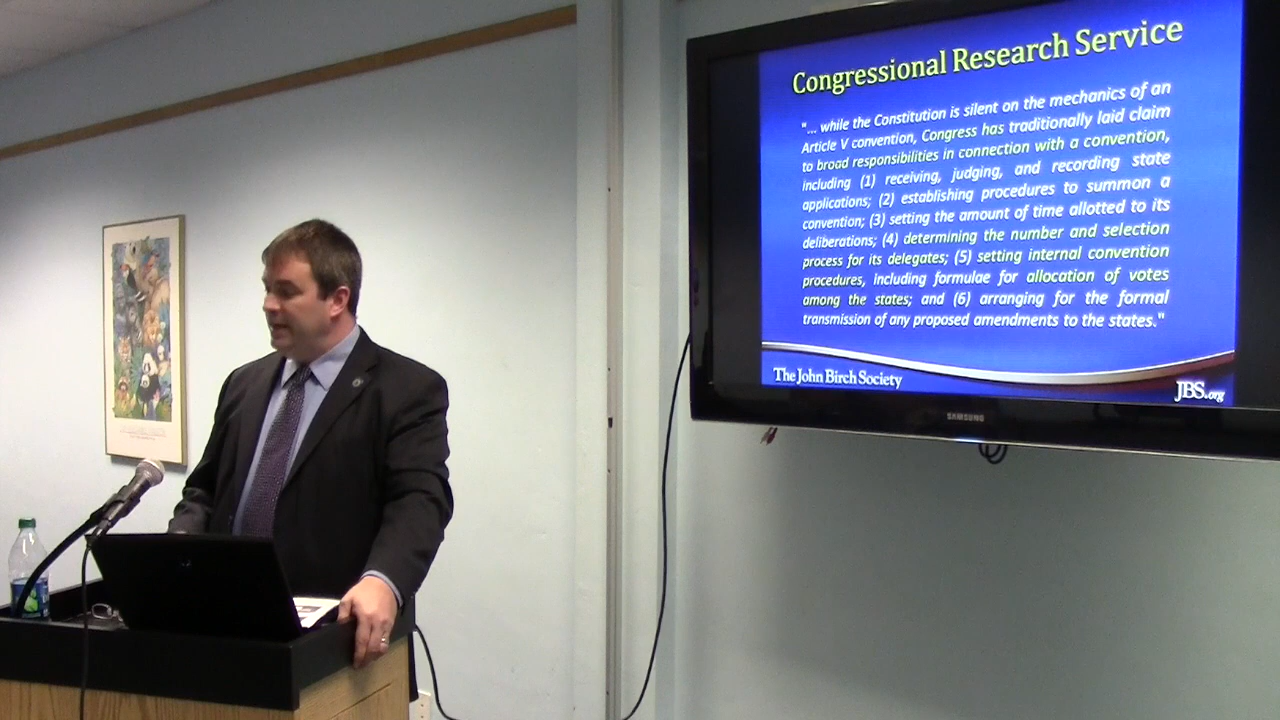 Congressional Research Service
"... while the Constitution is silent on the mechanics of an
Article V convention, Congress has traditionally laid claim
to broad responsibilities in connection with a convention,
including (1) receiving, judging, and recording state
applications; (2) establishing procedures to summon a
convention; (3) setting the amount of time allotted to its
deliberations; (4) determining the number and selection
process for its delegates; (5) setting internal convention
procedures, including formulae for allocation of votes
among the states; and (6) arranging for the formal
transmission of any proposed amendments to the states."
The John Birch Society
JBS.org
SAMSUNG